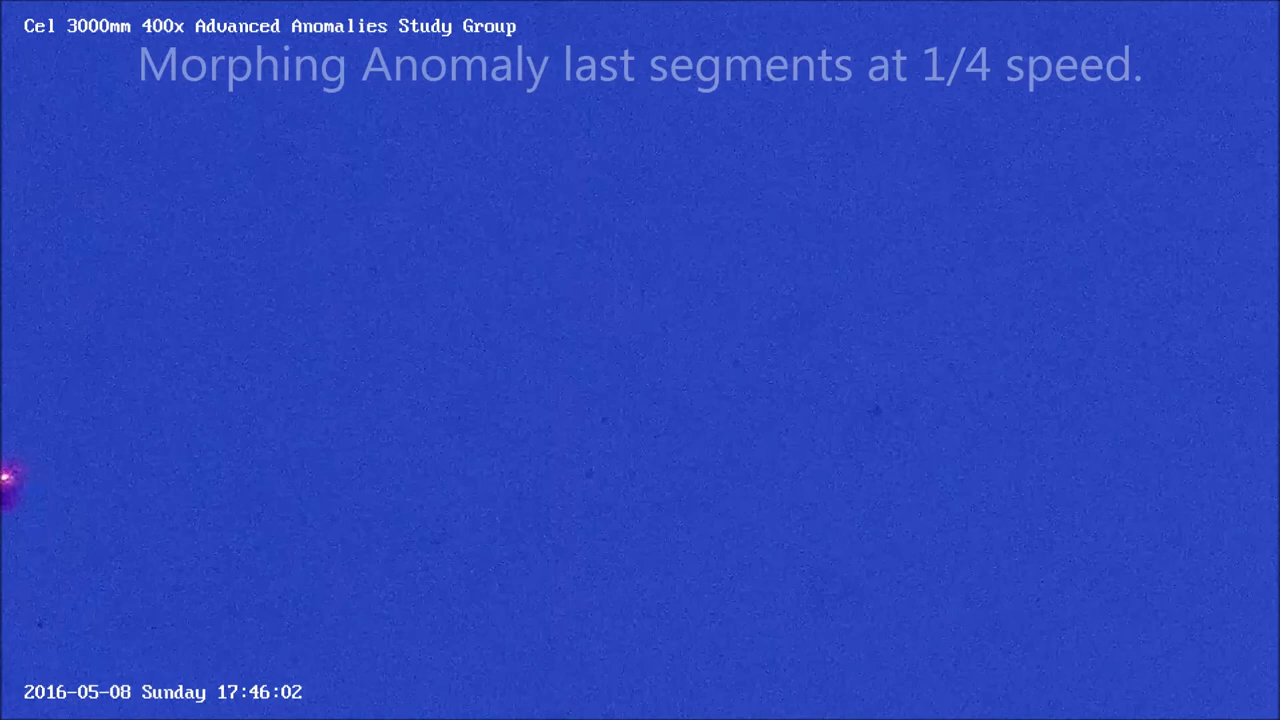 Cel 3000mm 400x Advanced Anomalies Study Group
Morphing Anomaly last segments at 1/4 speed.
2016-05-08 Sunday 17:46:02